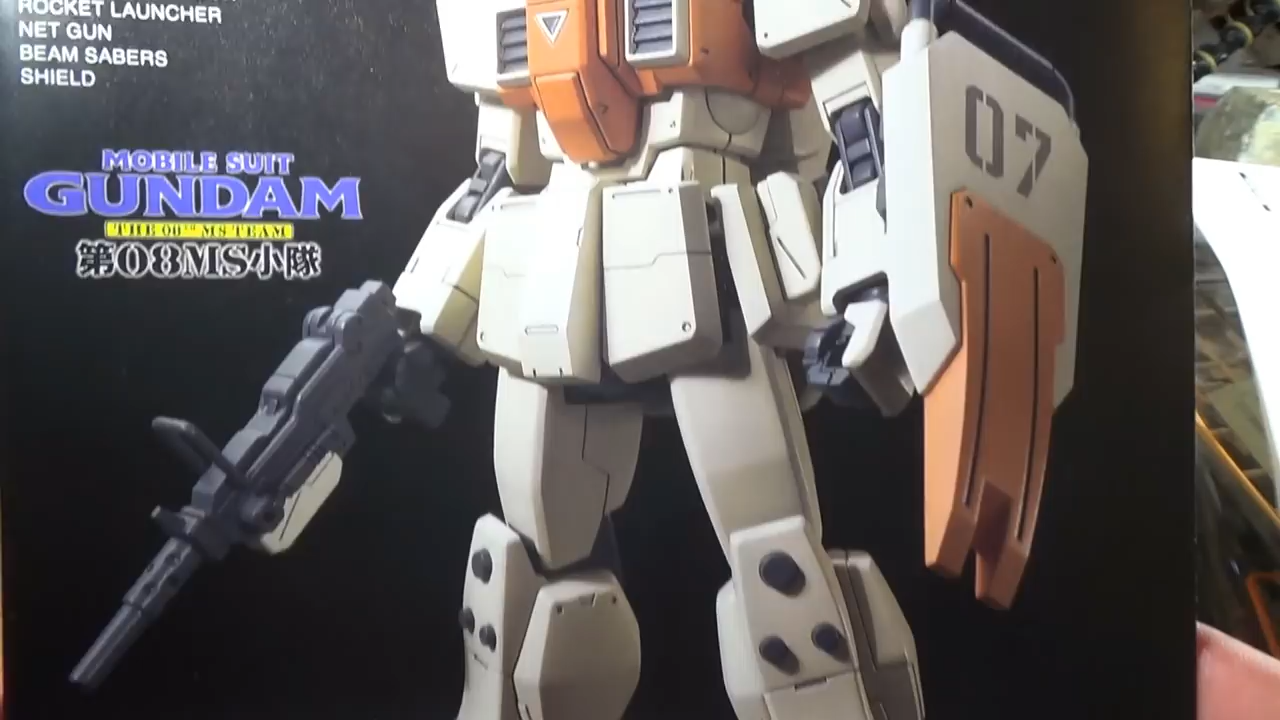 ROCKET LAUNCHER
NET GUN
BEAM SABERS
SHIELD
MOBILE SUIT
GUNDAM
THE 08TH MS TEAM
第08MS小隊
07